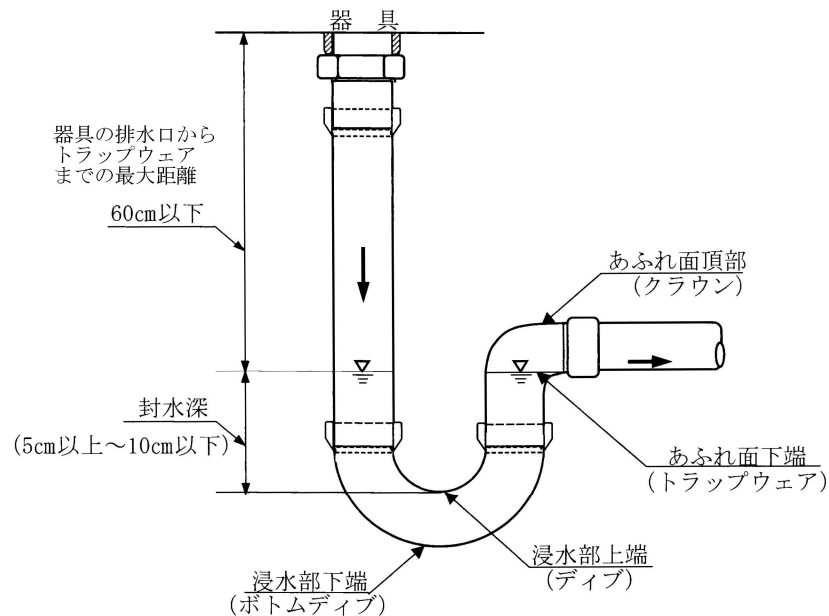 器 具
器具の排水口から
トラップウェア
までの最大距離
60cm以下
あふれ面頂部
(クラウン)
封水深
(5cm以上～10cm以下)
あふれ面下端
(トラップウェア)
浸水部上端
(ディブ)
浸水部下端
(ボトムディブ)